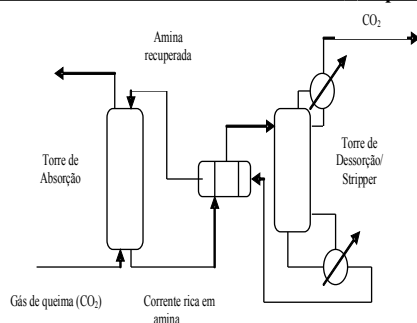 CO₂
Amina
recuperada
Torre de
Absorção
Torre de
Dessorção/
Stripper
Gás de queima (CO₂)
Corrente rica em
amina